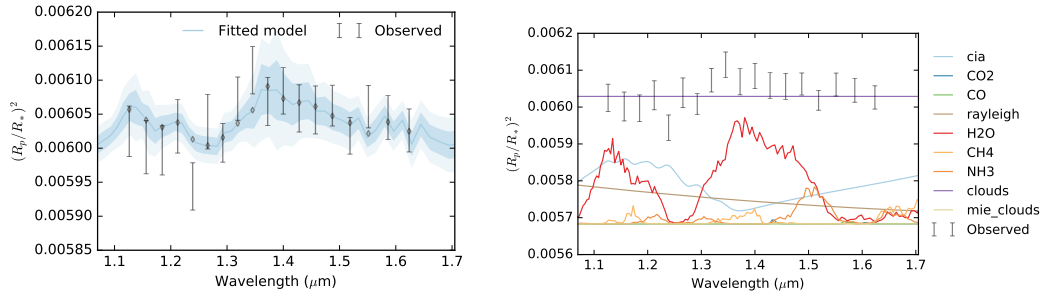 0.00620
0.00615
0.00610
0.00605
0.00600
0.00595
0.00590
0.00585
(Rp/R*)²
Fitted model
Observed
1.1 1.2 1.3 1.4 1.5 1.6 1.7
Wavelength (μm)
0.0062
0.0061
0.0060
0.0059
0.0058
0.0057
0.0056
(Rp/R*)²
1.1 1.2 1.3 1.4 1.5 1.6 1.7
Wavelength (μm)
cia
CO2
CO
rayleigh
H2O
CH4
NH3
clouds
mie_clouds
Observed